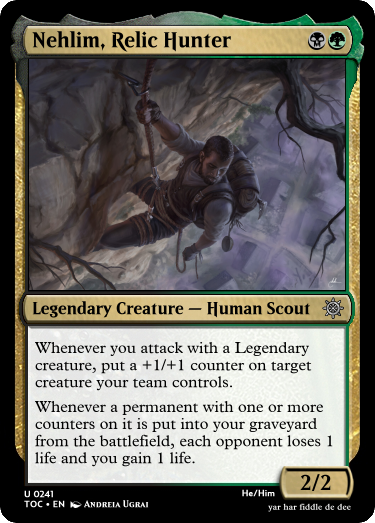 Nehlim, Relic Hunter
Legendary Creature — Human Scout
Whenever you attack with a Legendary
creature, put a +1/+1 counter on target
creature your team controls.
Whenever a permanent with one or more
counters on it is put into your graveyard
from the battlefield, each opponent loses 1
life and you gain 1 life.
2/2
U 0241
He/Him
TOC • EN Andreia Ugrai
yar har fiddle de dee